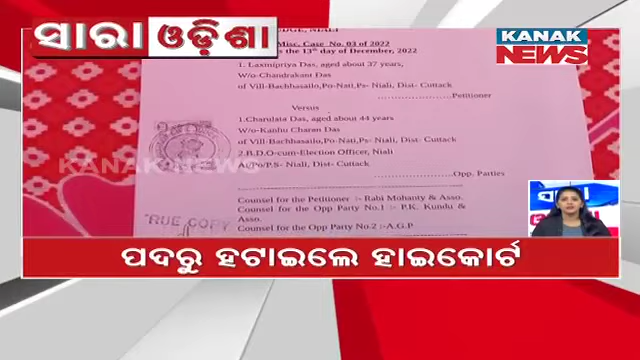 ସାରା ଓଡ଼ିଶା
KANAK
NEWS
JUDGE, NIALI
Misc. Case No. 03 of 2022
the 13th day of December, 2022
1. Laxmipriya Das, aged about 37 years,
W/o-Chandrakant Das
of Vill-Bachhasailo,Po-Nati,Ps- Niali, Dist- Cuttack
........................Petitioner
Versus
1.Charulata Das, aged about 44 years
W/o-Kanhu Charan Das
of Vill-Bachhasailo,Po-Nati,Ps- Niali, Dist- Cuttack
2.B.D.O-cum-Election Officer, Niali
At/Po/P.S- Niali, Dist- Cuttack
........................Opp. Parties
KANAK NEWS
Counsel for the Petitioner :- Rabi Mohanty & Asso.
Counsel for the Opp Party No.1 :- P.K. Kundu &
Asso.
Counsel for the Opp Party No.2 :-A.G.P
TRUE COPY
ପଦରୁ ହଟାଇଲେ ହାଇକୋର୍ଟ